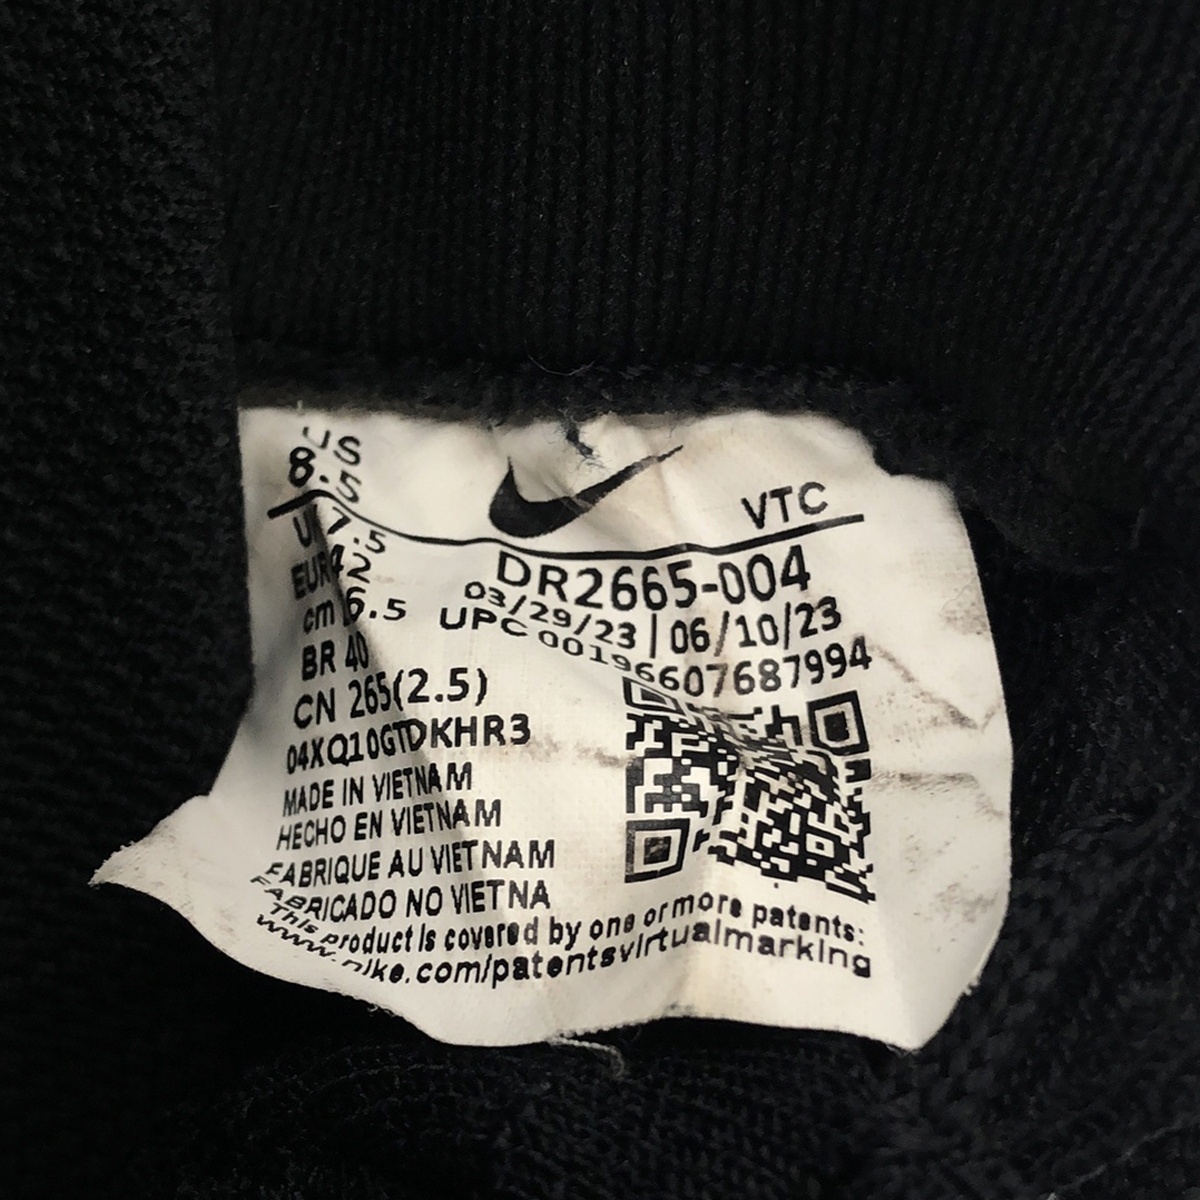 US
8.5
VTC
UK 7.5
EUR 42
cm 26.5
BR 40
CN 265(2.5)
04XQ10GTDKHR3
DR2665-004
03/29/23 | 06/10/23
UPC 00196607687994
MADE IN VIETNAM
HECHO EN VIETNAM
FABRIQUE AU VIETNAM
FABRICADO NO VIETNA
This product is covered by one or more patents:
www.nike.com/patentsvirtualmarking